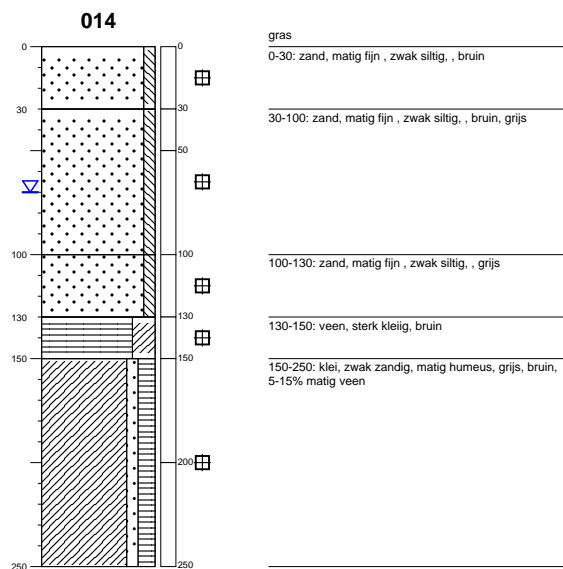 014
gras
0
0
0-30: zand, matig fijn , zwak siltig, , bruin
30
30
30-100: zand, matig fijn , zwak siltig, , bruin, grijs
50
50
100
100
100-130: zand, matig fijn , zwak siltig, , grijs
130
130
130-150: veen, sterk kleiig, bruin
150
150
150-250: klei, zwak zandig, matig humeus, grijs, bruin,
5-15% matig veen
200
200
250
250